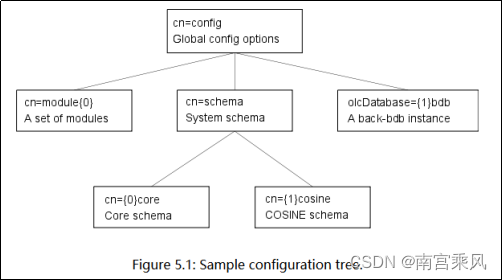 cn=config
Global config options
cn=module{0}
A set of modules
cn=schema
System schema
olcDatabase={1}bdb
A back-bdb instance
cn={0}core
Core schema
cn={1}cosine
COSINE schema
Figure 5.1: Sample configuration tree.
CSDN @南宫乘风